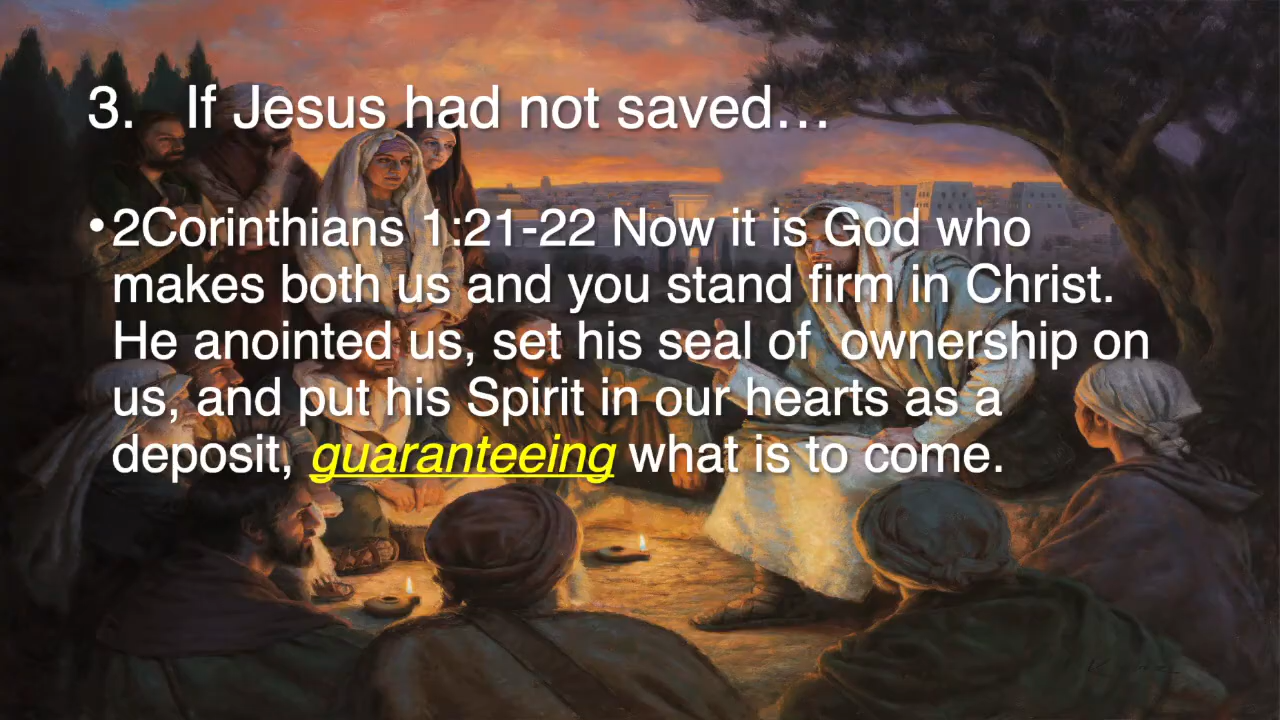 3. If Jesus had not saved…
•2Corinthians 1:21-22 Now it is God who
makes both us and you stand firm in Christ.
He anointed us, set his seal of ownership on
us, and put his Spirit in our hearts as a
deposit, guaranteeing what is to come.